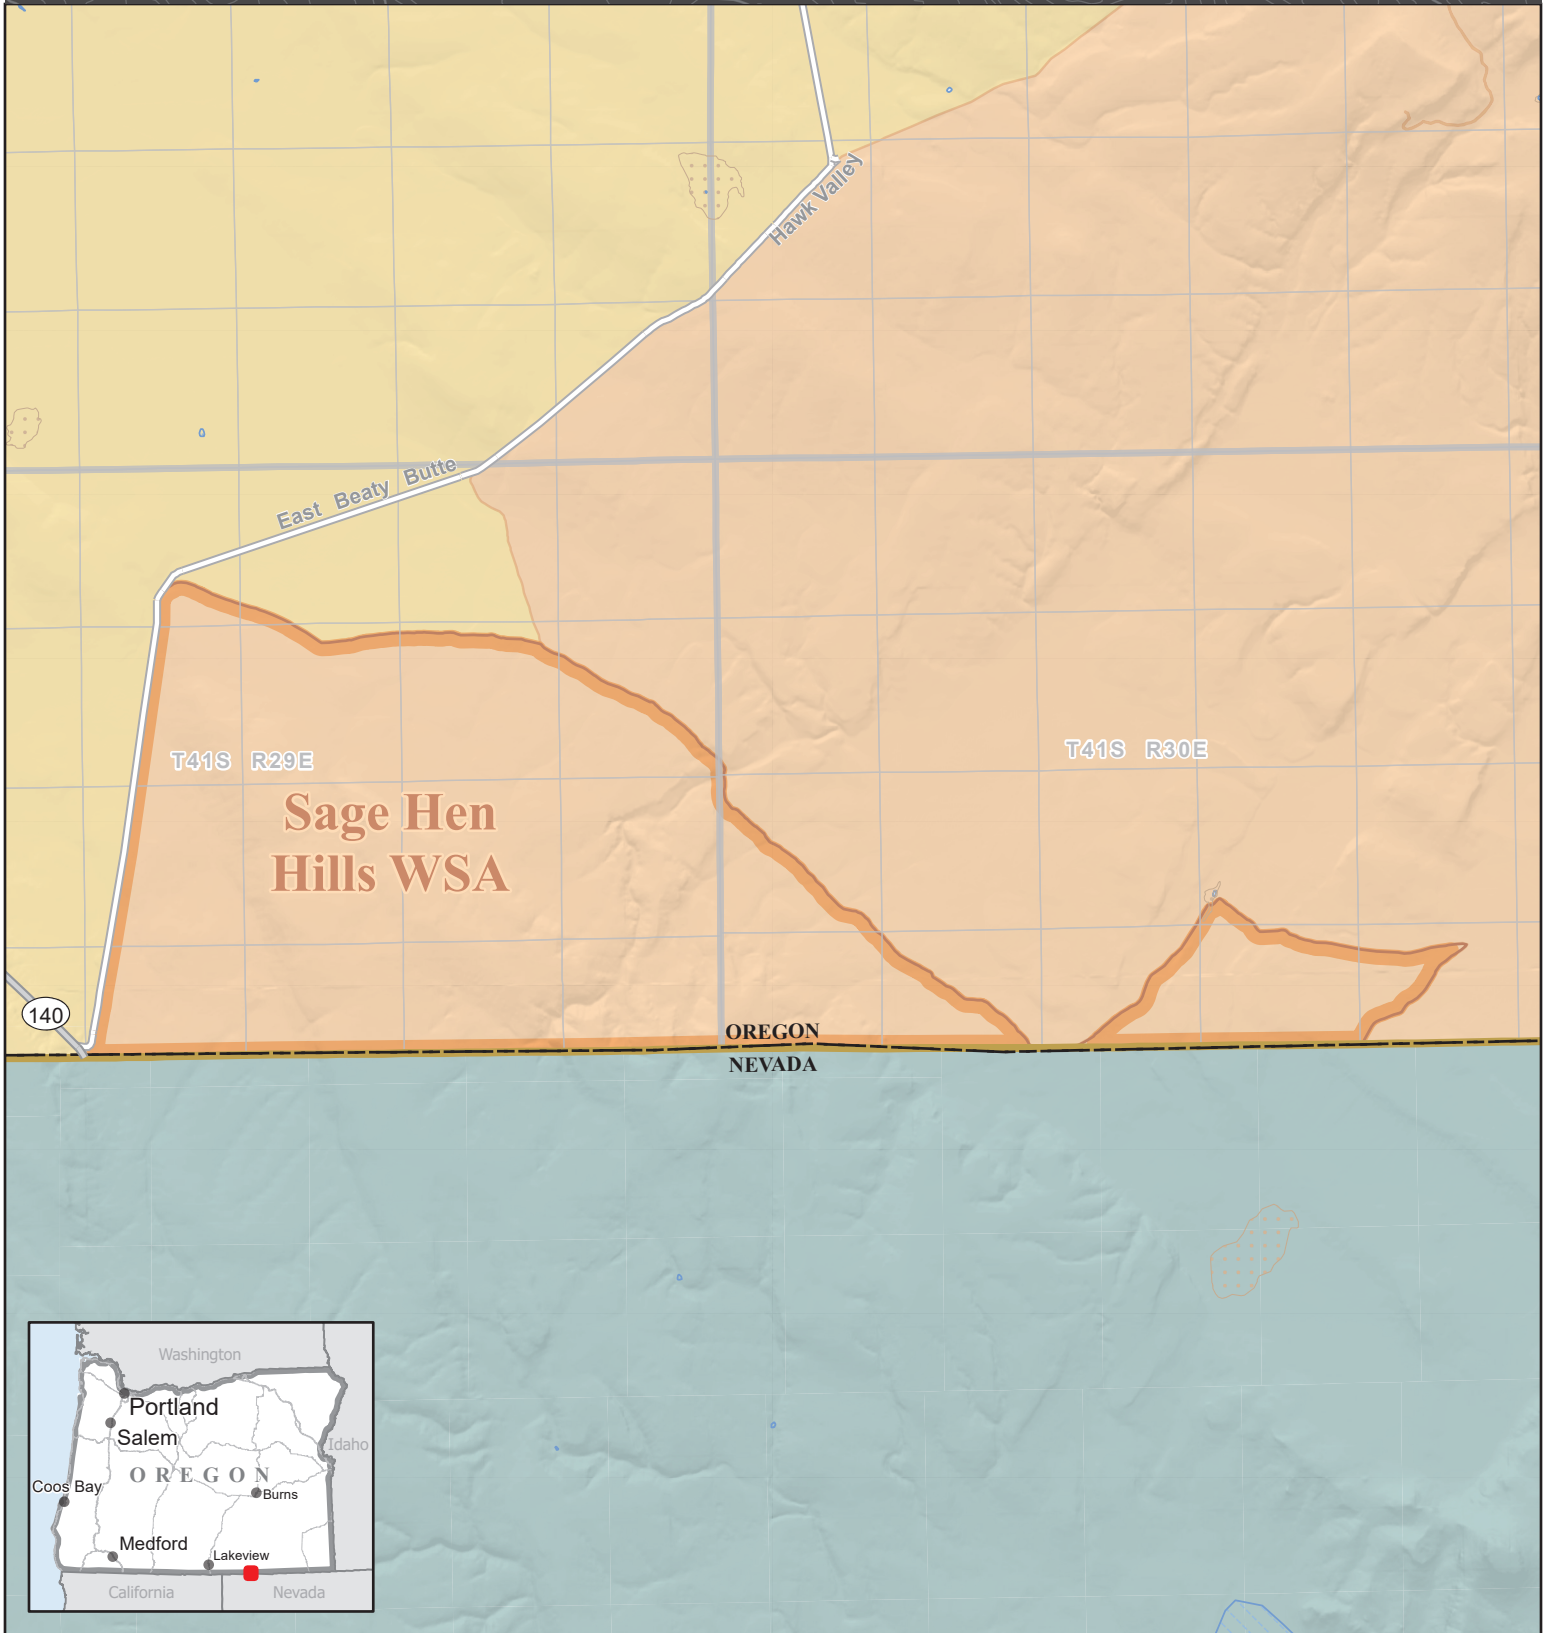 Hawk Valley
East Beaty Butte
T41S R29E
T41S R30E
Sage Hen
Hills WSA
140
OREGON
NEVADA
Washington
Portland
Salem
Idaho
OREGON
Coos Bay
Burns
Medford
Lakeview
California
Nevada